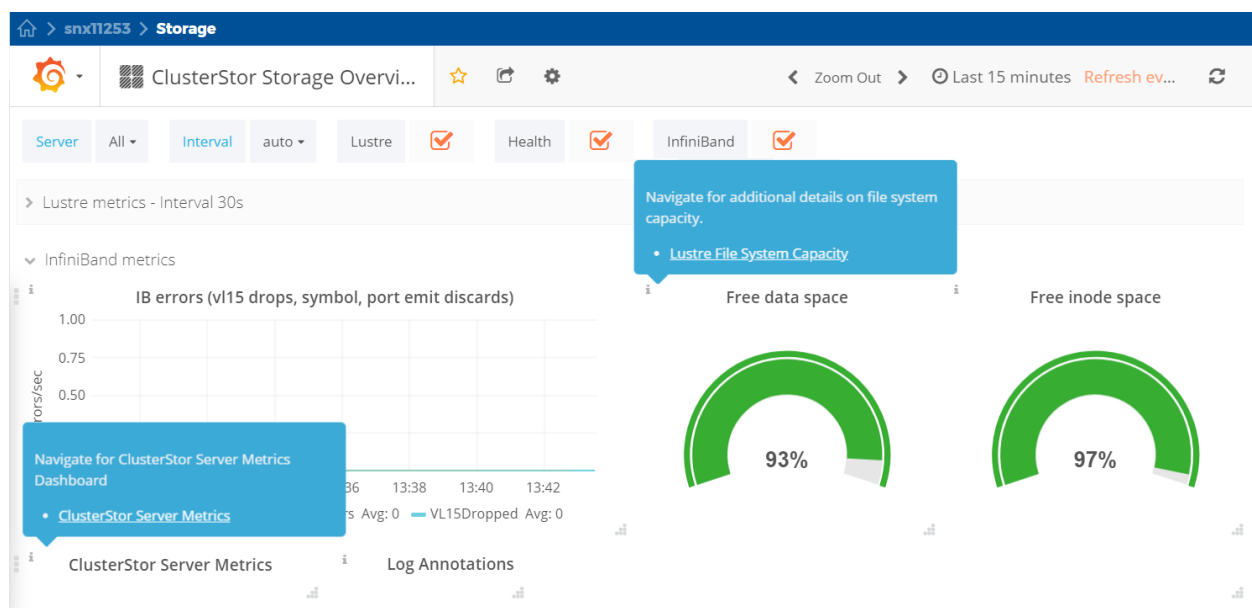 snx11253 > Storage
ClusterStor Storage Overvi...
Zoom Out
Last 15 minutes Refresh ev...
Server All Interval auto Lustre Health InfiniBand
Lustre metrics - Interval 30s
Navigate for additional details on file system
capacity.
• Lustre File System Capacity
InfiniBand metrics
IB errors (vl15 drops, symbol, port emit discards)
1.00
0.75
0.50
Navigate for ClusterStor Server Metrics
Dashboard
• ClusterStor Server Metrics
13:38 13:40 13:42
Avg: 0 VL15Dropped Avg: 0
Free data space
93%
Free inode space
97%
ClusterStor Server Metrics
Log Annotations